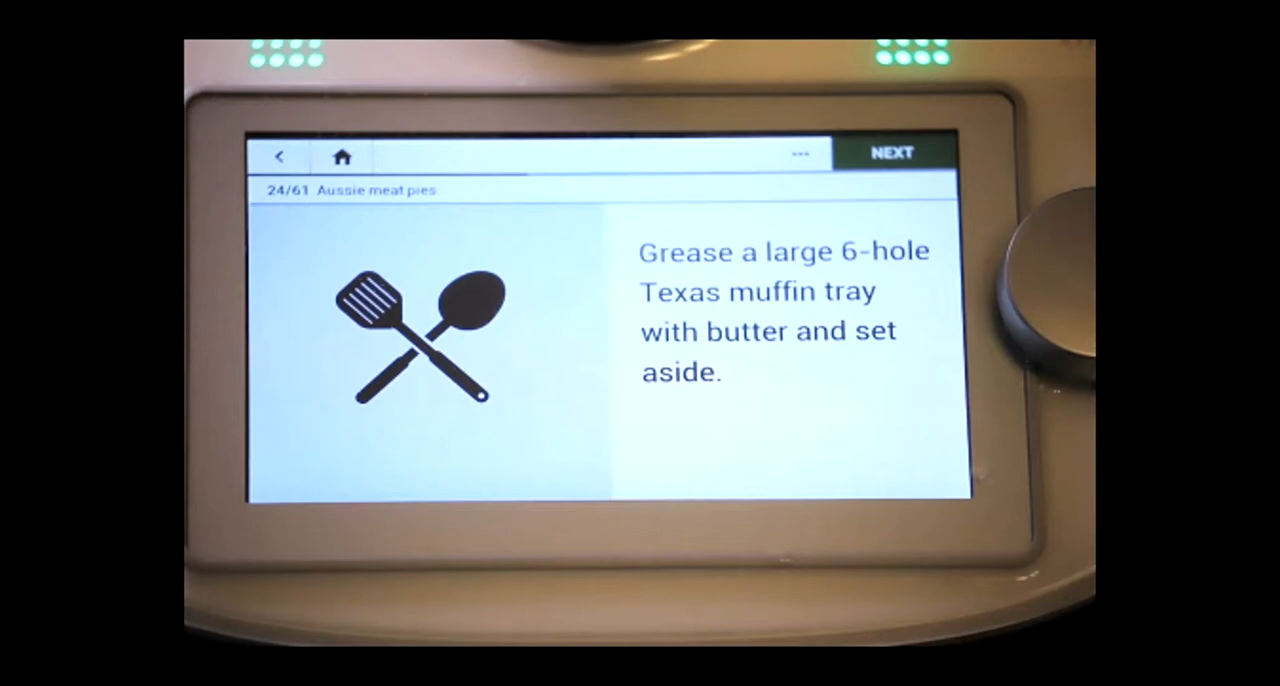 NEXT
24/61 Aussie meat pies
Grease a large 6-hole
Texas muffin tray
with butter and set
aside.